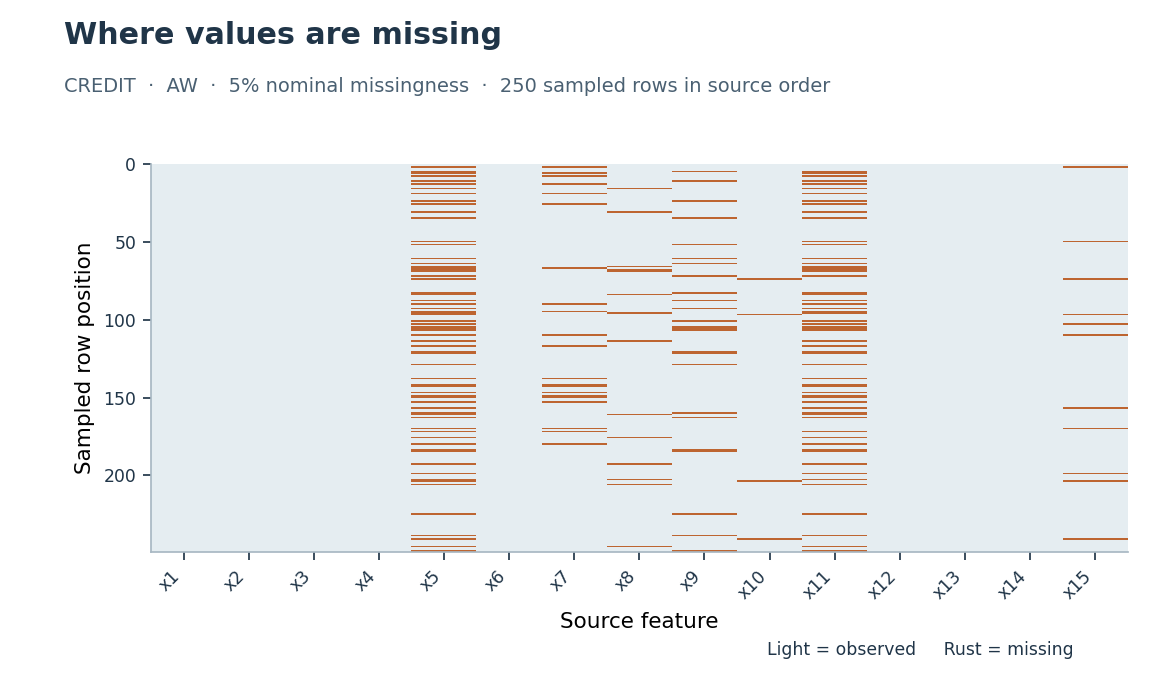 Where values are missing
CREDIT · AW · 5% nominal missingness · 250 sampled rows in source order
0
50
100
150
200
Sampled row position
x1 x2 x3 x4 x5 x6 x7 x8 x9 x10 x11 x12 x13 x14 x15
Source feature
Light = observed Rust = missing